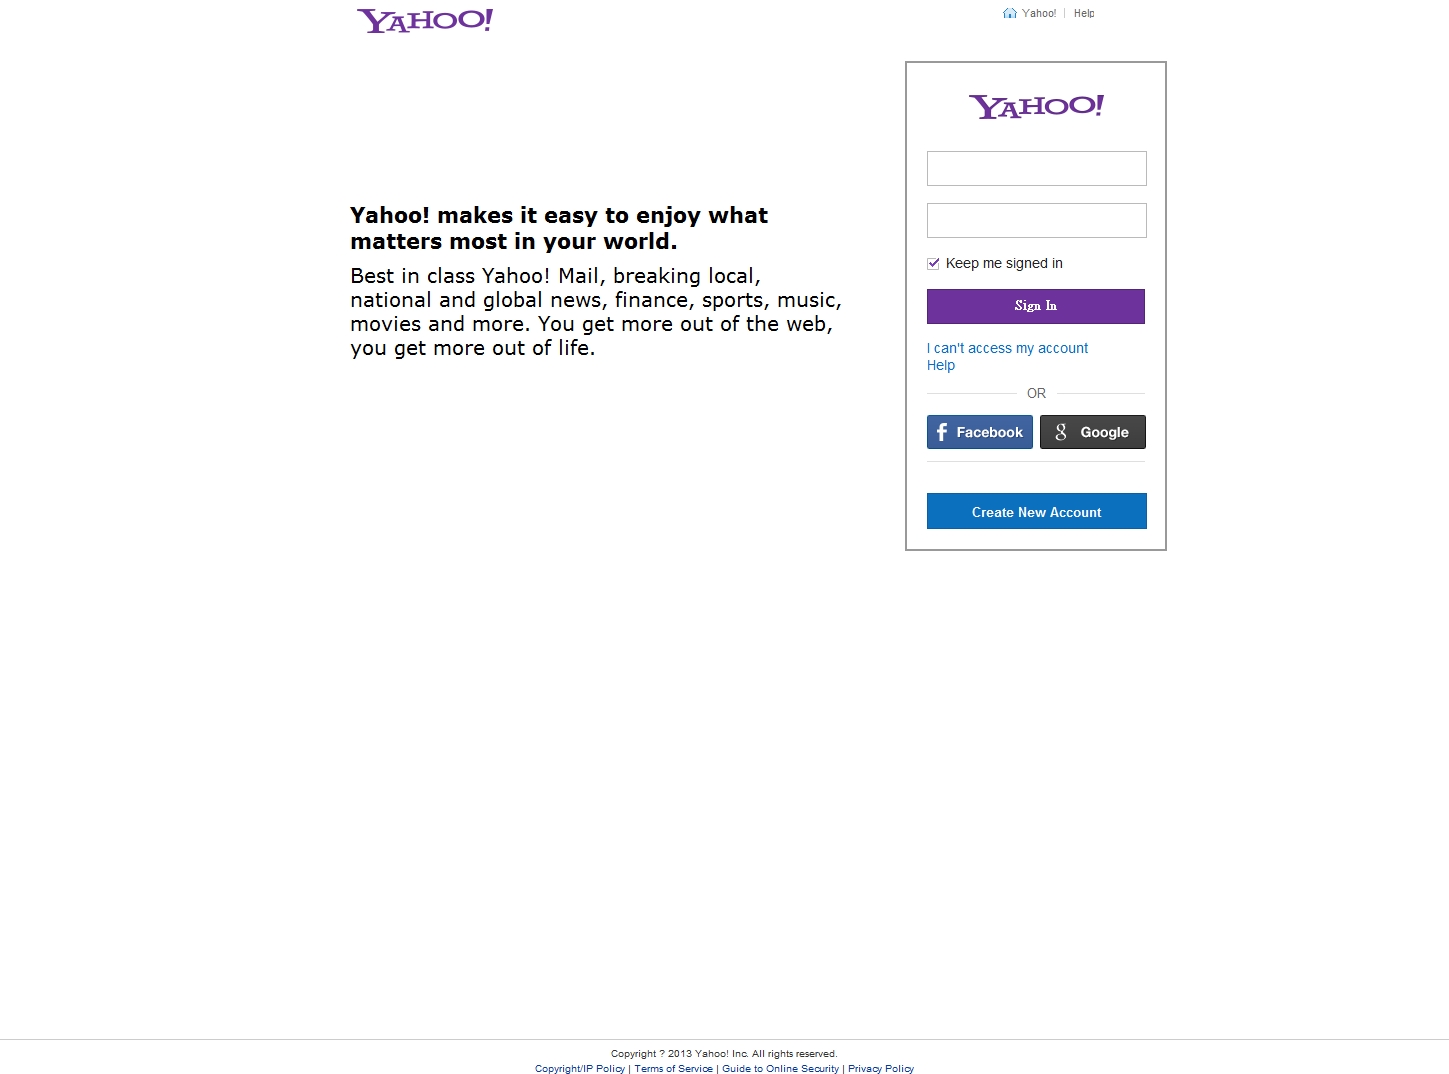 YAHOO!
Yahoo! | Help
YAHOO!
Yahoo! makes it easy to enjoy what
matters most in your world.
Best in class Yahoo! Mail, breaking local,
national and global news, finance, sports, music,
movies and more. You get more out of the web,
you get more out of life.
Keep me signed in
Sign In
I can't access my account
Help
OR
f Facebook
g Google
Create New Account
Copyright ? 2013 Yahoo! Inc. All rights reserved.
Copyright/IP Policy | Terms of Service | Guide to Online Security | Privacy Policy